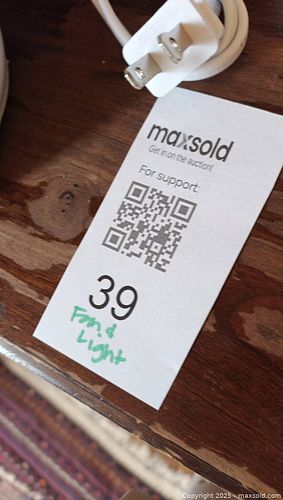 maxsold
Get in on the auction!
For support:
39
Fan &
Light
Copyright © 2025 - maxsold.com